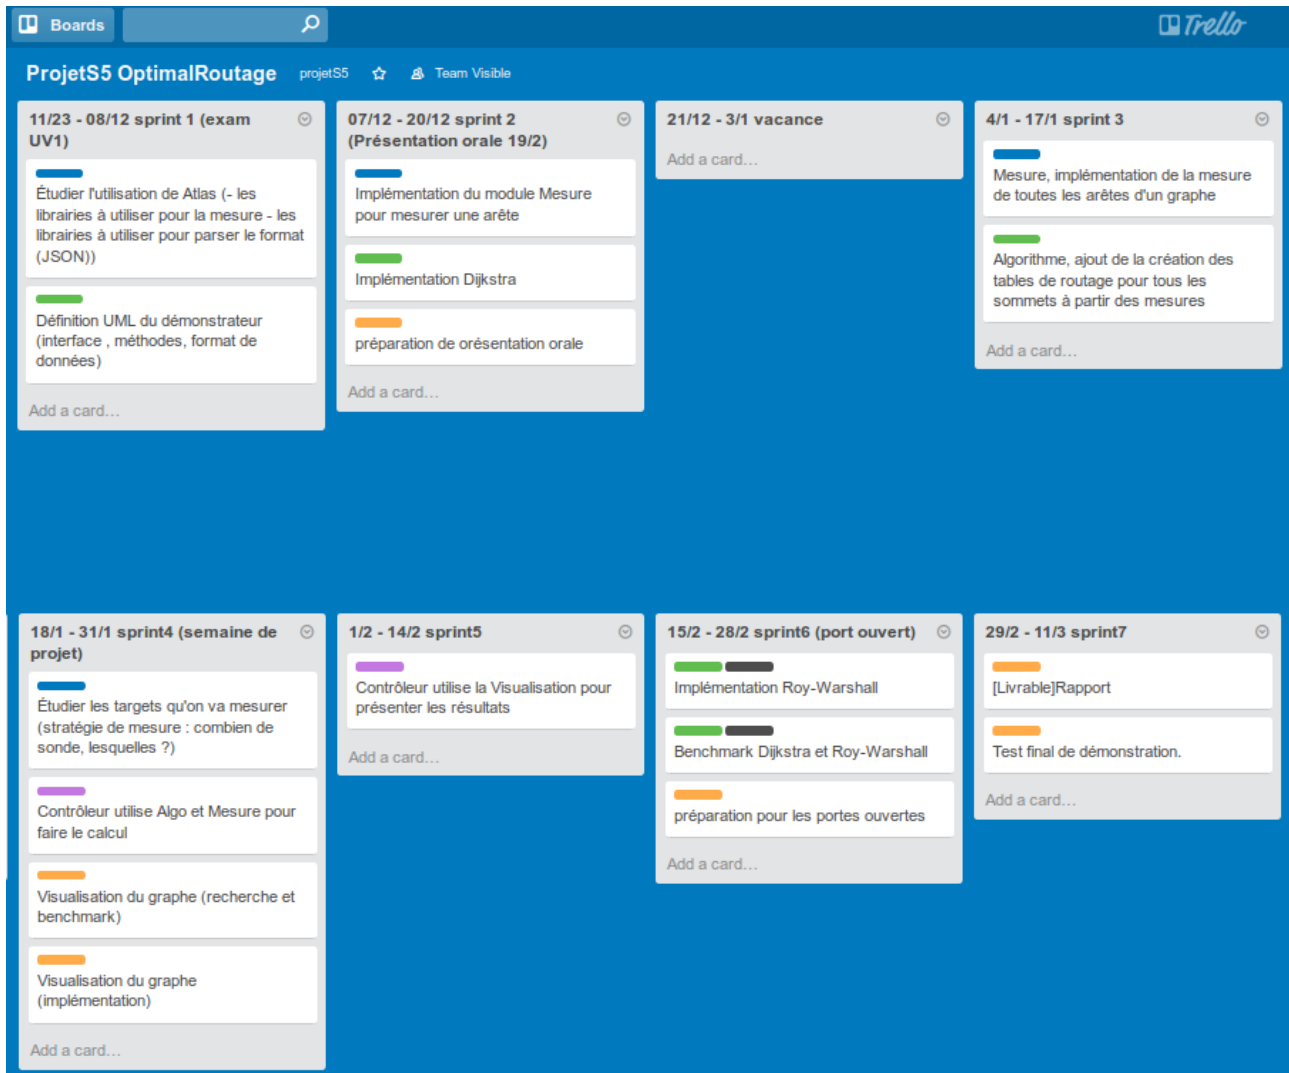 Boards
Trello
ProjetS5 OptimalRoutage projetS5 Team Visible
11/23 - 08/12 sprint 1 (exam
UV1)
Étudier l'utilisation de Atlas (- les
librairies à utiliser pour la mesure - les
librairies à utiliser pour parser le format
(JSON))
Définition UML du démonstrateur
(interface , méthodes, format de
données)
Add a card...
07/12 - 20/12 sprint 2
(Présentation orale 19/2)
Implémentation du module Mesure
pour mesurer une arête
Implémentation Dijkstra
préparation de orésentation orale
Add a card...
21/12 - 3/1 vacance
Add a card...
4/1 - 17/1 sprint 3
Mesure, implémentation de la mesure
de toutes les arêtes d'un graphe
Algorithme, ajout de la création des
tables de routage pour tous les
sommets à partir des mesures
Add a card...
18/1 - 31/1 sprint4 (semaine de
projet)
Étudier les targets qu'on va mesurer
(stratégie de mesure : combien de
sonde, lesquelles ?)
Contrôleur utilise Algo et Mesure pour
faire le calcul
Visualisation du graphe (recherche et
benchmark)
Visualisation du graphe
(implémentation)
Add a card...
1/2 - 14/2 sprint5
Contrôleur utilise la Visualisation pour
présenter les résultats
Add a card...
15/2 - 28/2 sprint6 (port ouvert)
Implémentation Roy-Warshall
Benchmark Dijkstra et Roy-Warshall
préparation pour les portes ouvertes
Add a card...
29/2 - 11/3 sprint7
[Livrable]Rapport
Test final de démonstration.
Add a card...